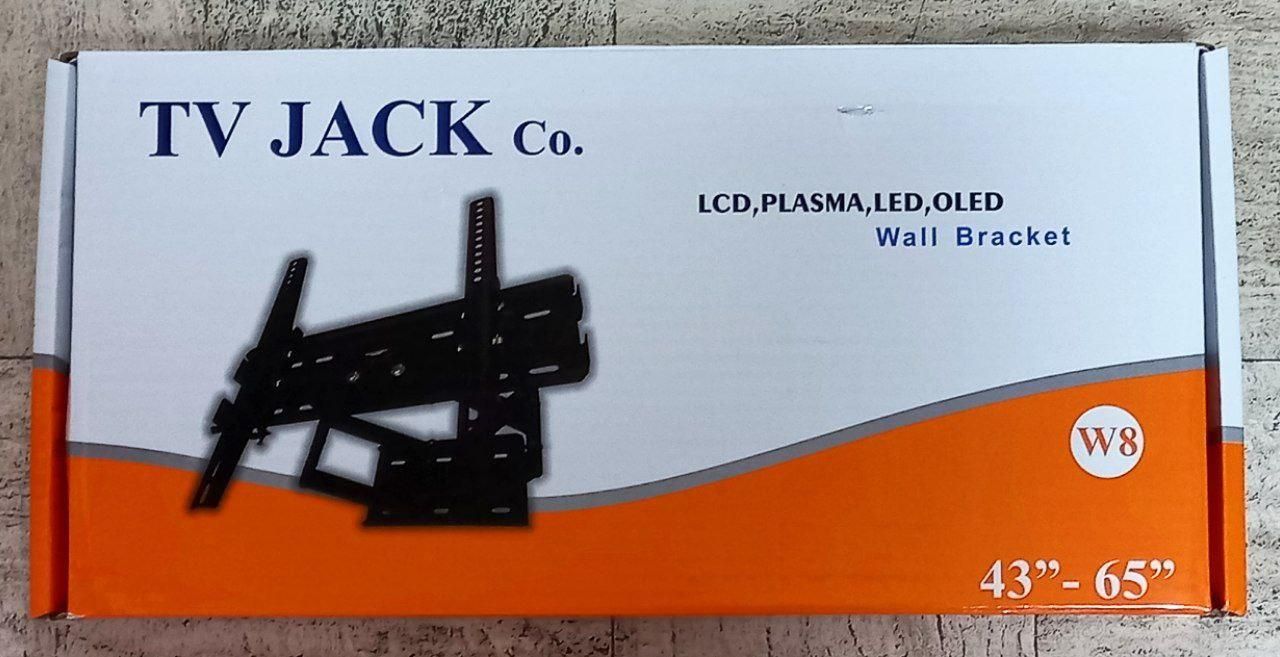 TV JACK Co.
LCD,PLASMA,LED,OLED
Wall Bracket
W8
43”- 65”